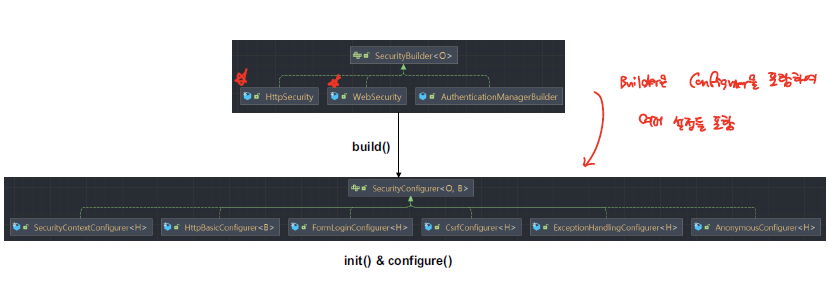 SecurityBuilder<O>
HttpSecurity
WebSecurity
AuthenticationManagerBuilder
Builder은 Configurer을 포함하여
여러 설정들 포함
build()
SecurityConfigurer<O, B>
SecurityContextConfigurer<H>
HttpBasicConfigurer<B>
FormLoginConfigurer<H>
CsrfConfigurer<H>
ExceptionHandlingConfigurer<H>
AnonymousConfigurer<H>
init() & configure()